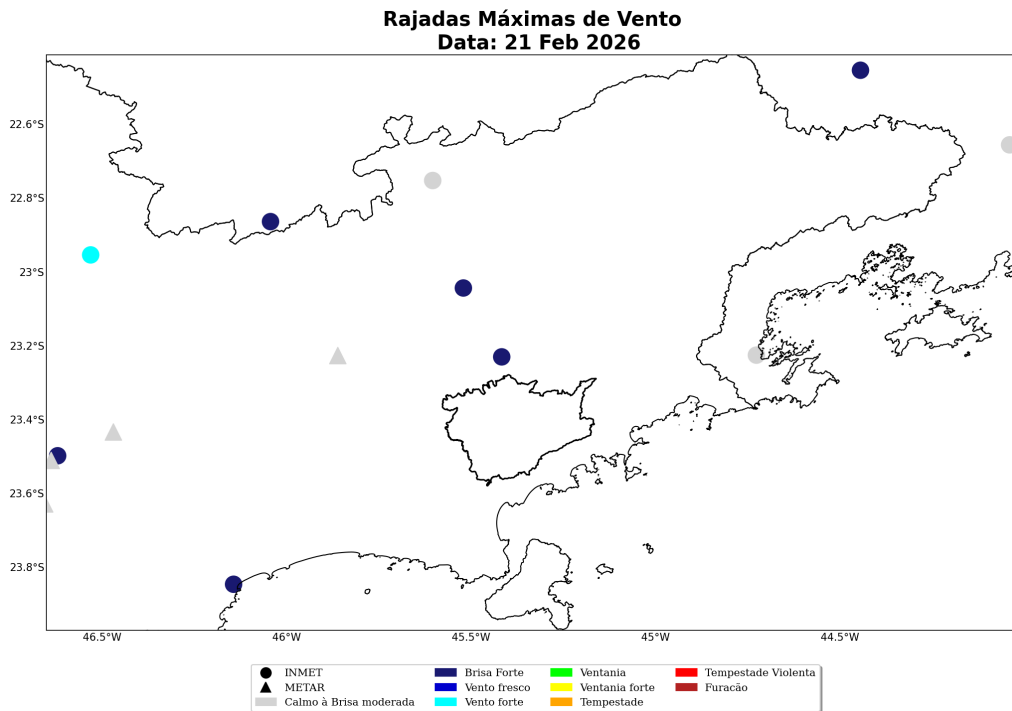 Rajadas Máximas de Vento
Data: 21 Feb 2026
22.6°S
22.8°S
23°S
23.2°S
23.4°S
23.6°S
23.8°S
46.5°W
46°W
45.5°W
45°W
44.5°W
INMET
METAR
Calmo à Brisa moderada
Brisa Forte
Vento fresco
Vento forte
Ventania
Ventania forte
Tempestade
Tempestade Violenta
Furacão